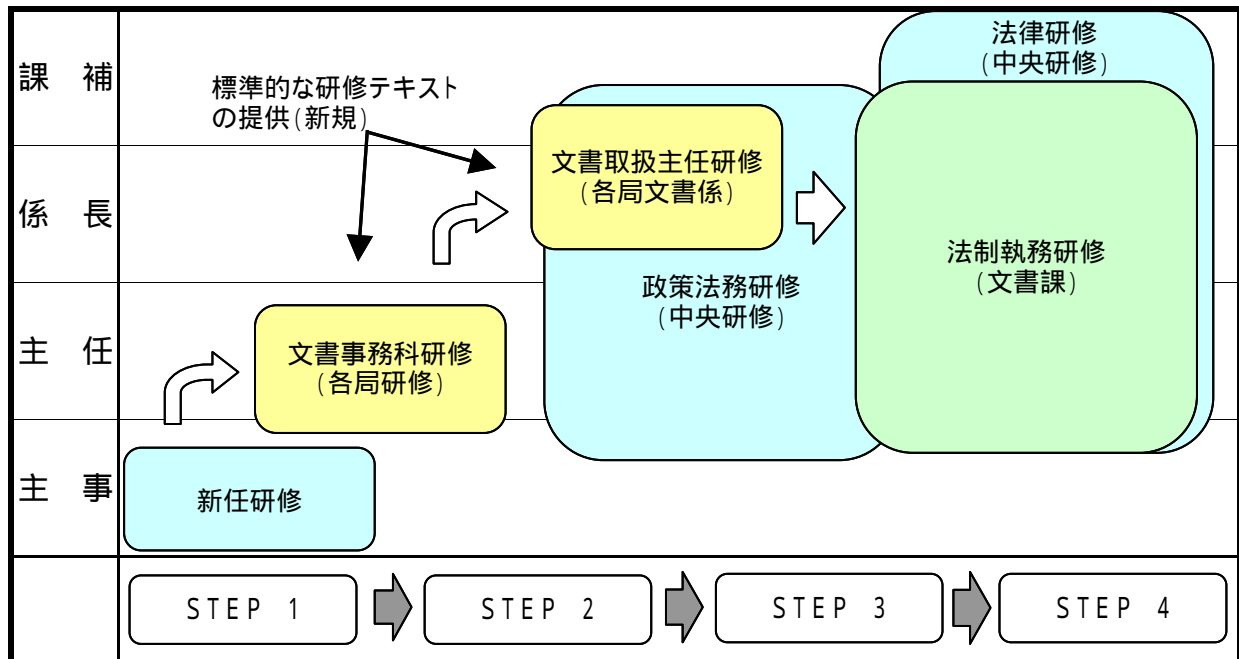 課 補
標準的な研修テキスト
の提供(新規)
法律研修
(中央研修)
係 長
文書取扱主任研修
(各局文書係)
政策法務研修
(中央研修)
法制執務研修
(文書課)
主 任
文書事務科研修
(各局研修)
主 事
新任研修
STEP 1
STEP 2
STEP 3
STEP 4